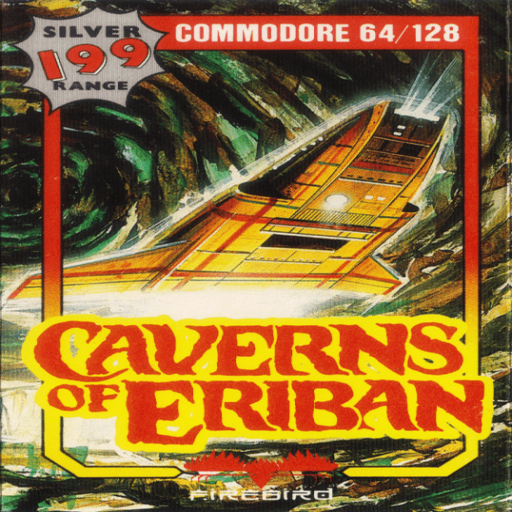 SILVER
199
RANGE
COMMODORE 64/128
CAVERNS
OF ERIBAN
FIREBIRD